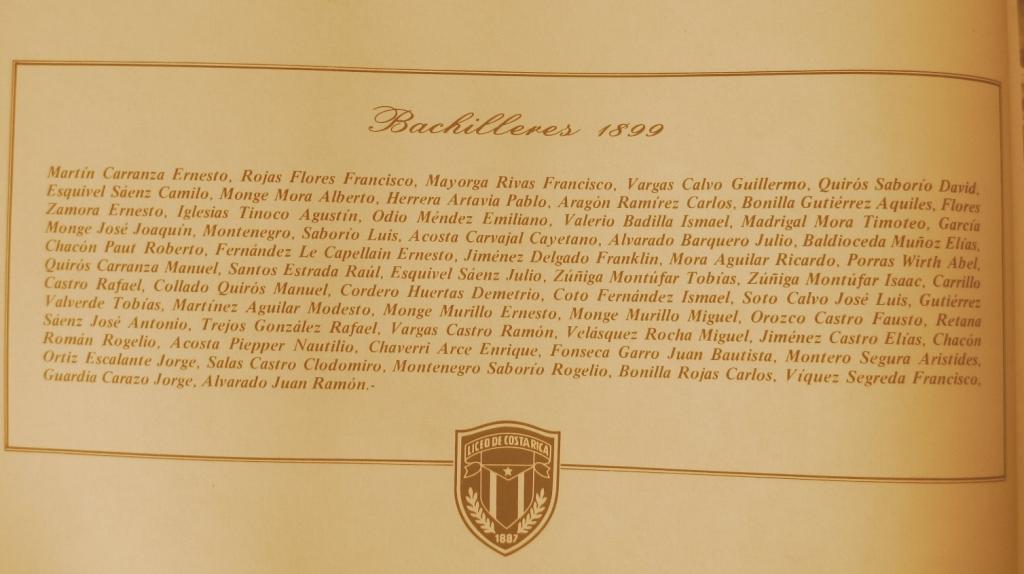 Bachilleres 1899
Martín Carranza Ernesto, Rojas Flores Francisco, Mayorga Rivas Francisco, Vargas Calvo Guillermo, Quirós Saborío David,
Esquivel Sáenz Camilo, Monge Mora Alberto, Herrera Artavia Pablo, Aragón Ramírez Carlos, Bonilla Gutiérrez Aquiles, Flores
Zamora Ernesto, Iglesias Tinoco Agustín, Odio Méndez Emiliano, Valerio Badilla Ismael, Madrigal Mora Timoteo, García
Monge José Joaquín, Montenegro, Saborío Luis, Acosta Carvajal Cayetano, Alvarado Barquero Julio, Baldioceda Muñoz Elías,
Chacón Paut Roberto, Fernández Le Capellain Ernesto, Jiménez Delgado Franklin, Mora Aguilar Ricardo, Porras Wirth Abel,
Quirós Carranza Manuel, Santos Estrada Raúl, Esquivel Sáenz Julio, Zúñiga Montúfar Tobías, Zúñiga Montúfar Isaac, Carrillo
Castro Rafael, Collado Quirós Manuel, Cordero Huertas Demetrio, Coto Fernández Ismael, Soto Calvo José Luis, Gutiérrez
Valverde Tobías, Martínez Aguilar Modesto, Monge Murillo Ernesto, Monge Murillo Miguel, Orozco Castro Fausto, Retana
Sáenz José Antonio, Trejos González Rafael, Vargas Castro Ramón, Velásquez Rocha Miguel, Jiménez Castro Elías, Chacón
Román Rogelio, Acosta Piepper Nautilio, Chaverri Arce Enrique, Fonseca Garro Juan Bautista, Montero Segura Aristides,
Ortiz Escalante Jorge, Salas Castro Clodomiro, Montenegro Saborío Rogelio, Bonilla Rojas Carlos, Víquez Segreda Francisco,
Guardia Carazo Jorge, Alvarado Juan Ramón.-
LICEO DE COSTA RICA
1887